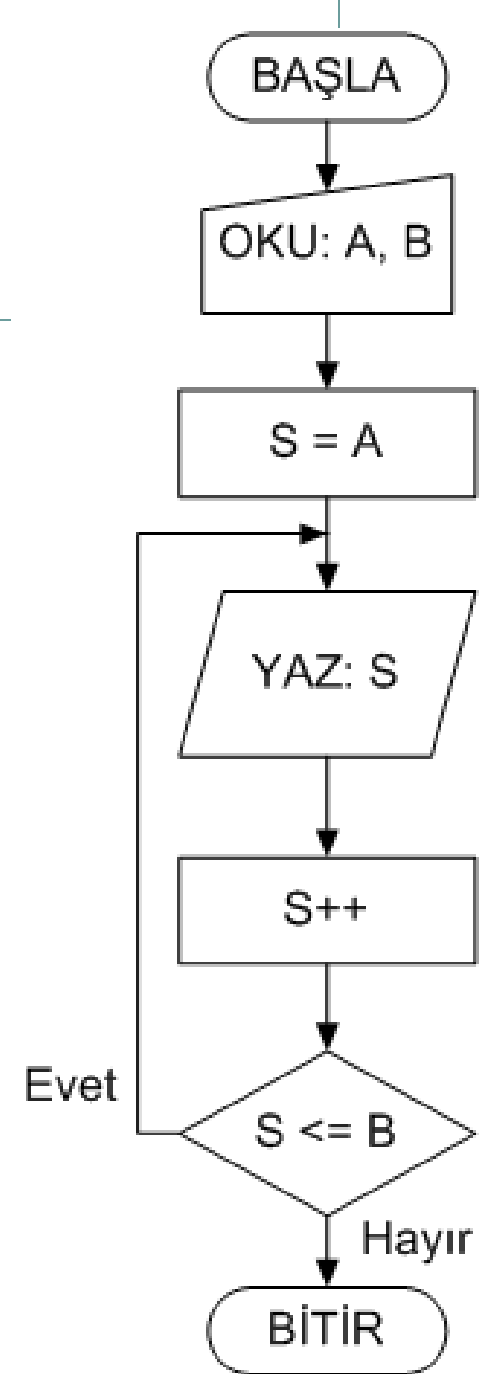 BAŞLA
OKU: A, B
S = A
YAZ: S
S++
Evet
S <= B
Hayır
BİTİR